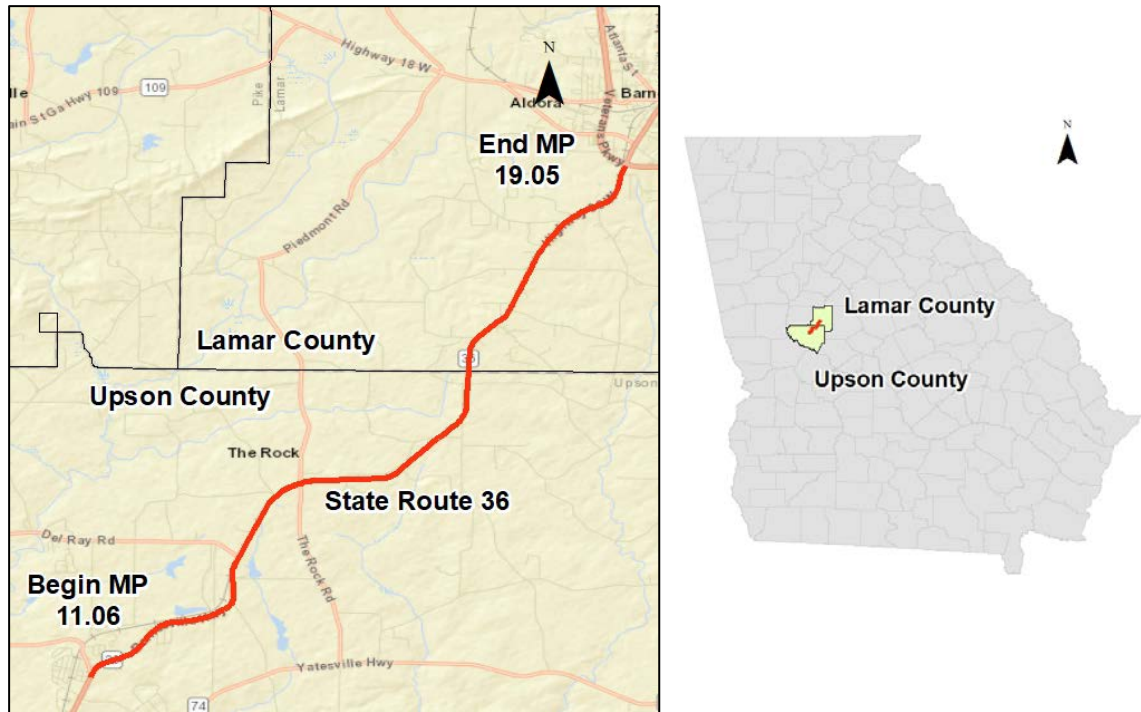 Highway 18 W
Atlanta St
N
109
Pike
Lamar
lle
ain St Ga Hwy 109
Aldora
Barn
Veterans Pkwy
End MP
19.05
Piedmont Rd
Lamar County
Upson County
Upson
The Rock
State Route 36
Del Ray Rd
The Rock Rd
Begin MP
11.06
Yatesville Hwy
74
N
Lamar County
Upson County